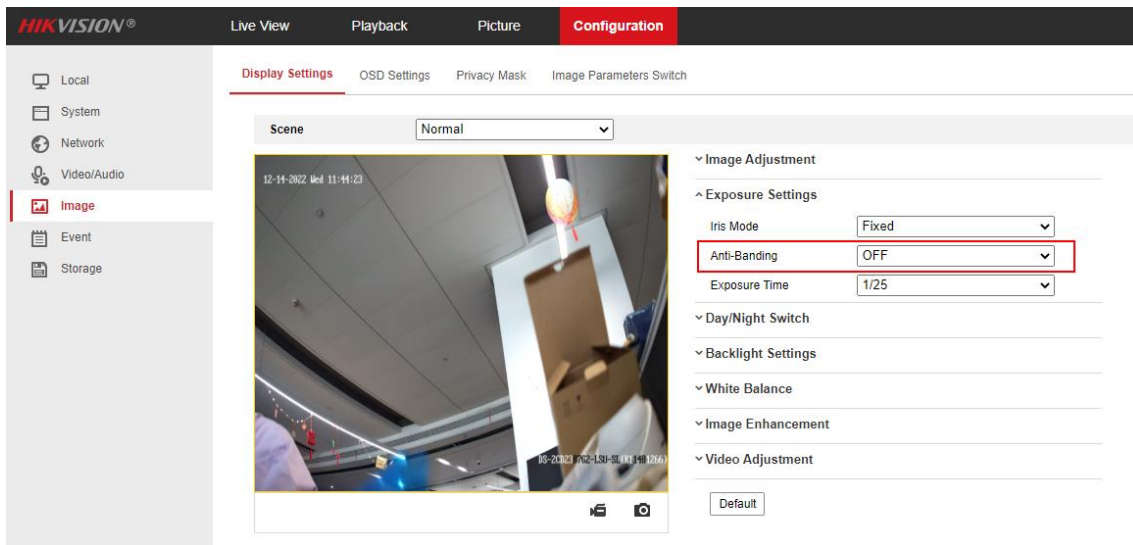 HIKVISION®
Live View
Playback
Picture
Configuration
Local
System
Network
Video/Audio
Image
Event
Storage
Display Settings
OSD Settings
Privacy Mask
Image Parameters Switch
Scene
Normal
12-14-2022 Wed 11:44:23
Image Adjustment
Exposure Settings
Iris Mode
Fixed
Anti-Banding
OFF
Exposure Time
1/25
Day/Night Switch
Backlight Settings
White Balance
Image Enhancement
Video Adjustment
Default